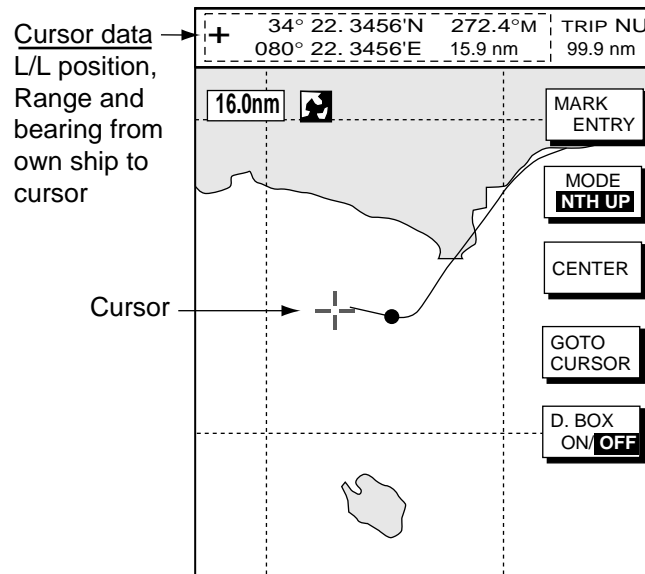 Cursor data
L/L position,
Range and
bearing from
own ship to
cursor
Cursor
+ 34° 22. 3456'N 272.4°M TRIP NU
080° 22. 3456'E 15.9 nm 99.9 nm
16.0nm
MARK
ENTRY
MODE
NTH UP
CENTER
GOTO
CURSOR
D. BOX
ON/OFF